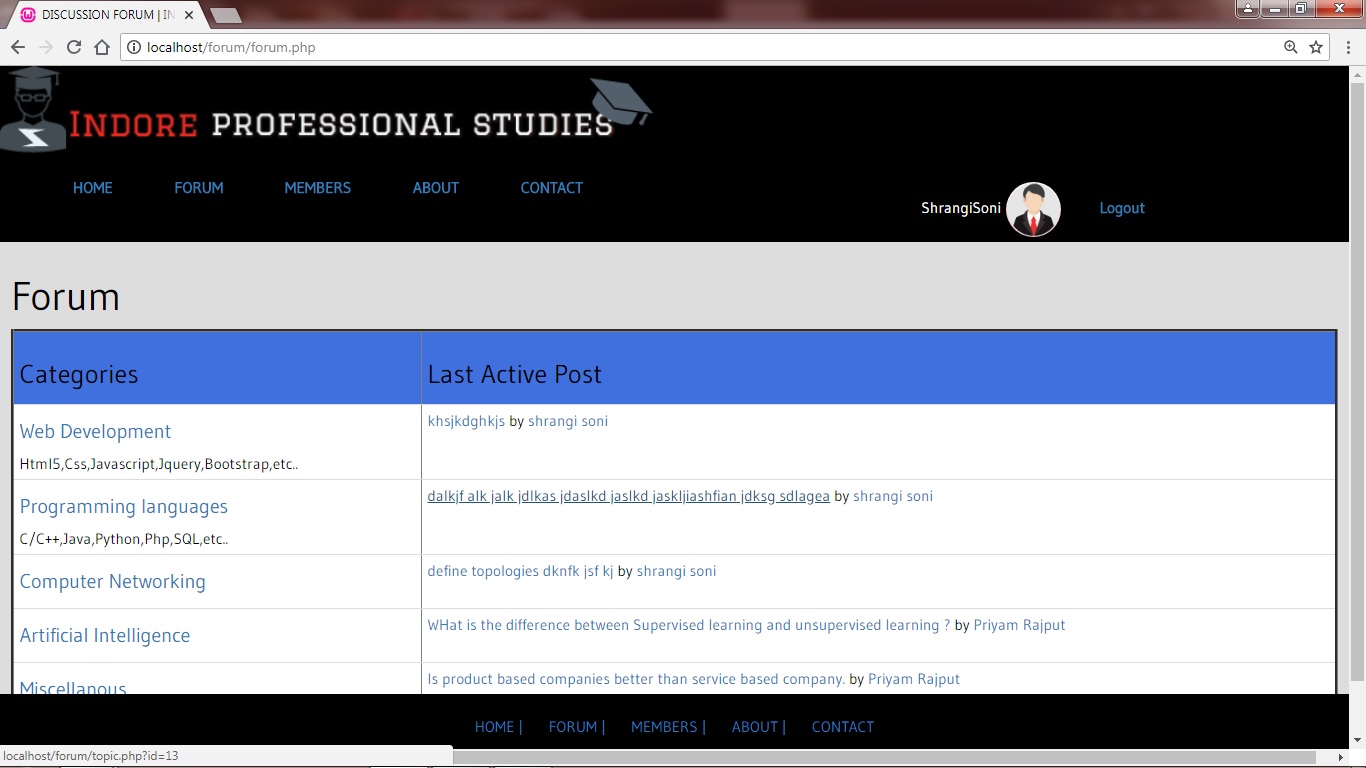 DISCUSSION FORUM | IN
localhost/forum/forum.php
INDORE PROFESSIONAL STUDIES
HOME FORUM MEMBERS ABOUT CONTACT
ShrangiSoni Logout
Forum
Categories Last Active Post
Web Development khsjkdghkjs by shrangi soni
Html5,Css,Javascript,Jquery,Bootstrap,etc..
Programming languages dalkjf alk jalk jdlkas jdaslkd jaslkd jaskljiashfian jdksg sdlagea by shrangi soni
C/C++,Java,Python,Php,SQL,etc..
Computer Networking define topologies dknfk jsf kj by shrangi soni
Artificial Intelligence WHat is the difference between Supervised learning and unsupervised learning ? by Priyam Rajput
Miscellanous Is product based companies better than service based company. by Priyam Rajput
HOME | FORUM | MEMBERS | ABOUT | CONTACT
localhost/forum/topic.php?id=13